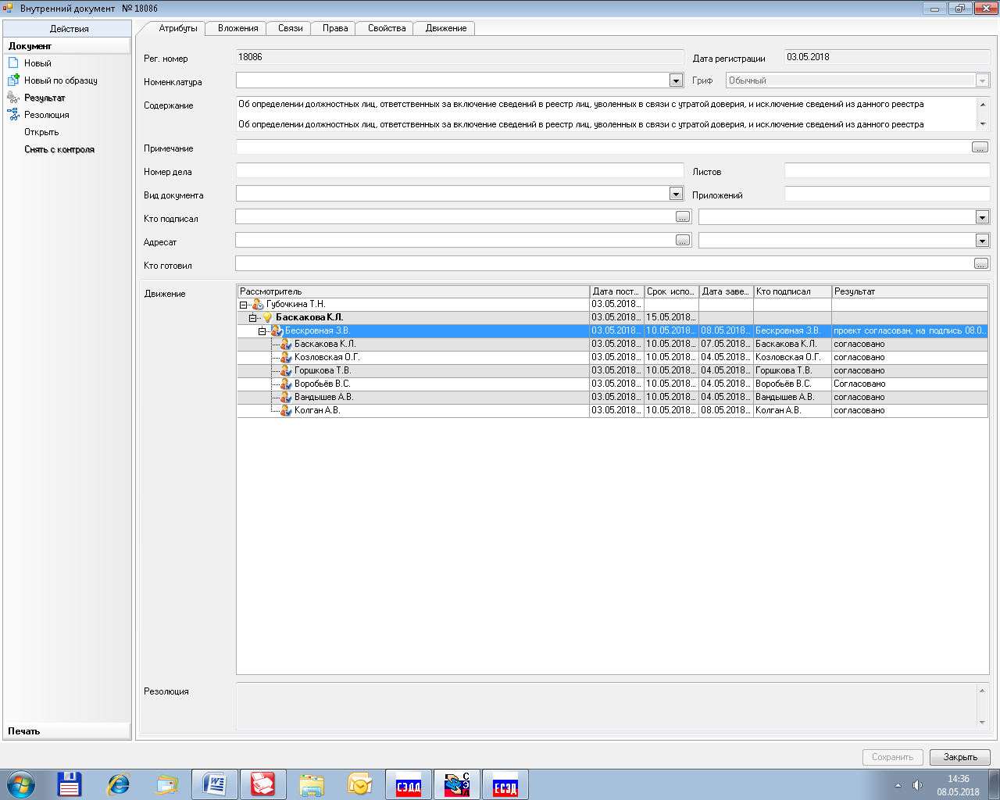 Внутренний документ № 18086
Действия
Документ
Новый
Новый по образцу
Результат
Резолюция
Открыть
Снять с контроля
Печать
Атрибуты Вложения Связи Права Свойства Движение
Рег. номер 18086 Дата регистрации 03.05.2018
Номенклатура Гриф Обычный
Содержание Об определении должностных лиц, ответственных за включение сведений в реестр лиц, уволенных в связи с утратой доверия, и исключение сведений из данного реестра
Об определении должностных лиц, ответственных за включение сведений в реестр лиц, уволенных в связи с утратой доверия, и исключение сведений из данного реестра
Примечание ...
Номер дела Листов
Вид документа Приложений
Кто подписал ...
Адресат ...
Кто готовил ...
Движение
Рассмотритель Дата пост... Срок испо... Дата заве... Кто подписал Результат
Губочкина Т.Н. 03.05.2018...
Баскакова К.Л. 03.05.2018... 15.05.2018...
Бескровная З.В. 03.05.2018... 10.05.2018... 08.05.2018... Бескровная З.В. проект согласован, на подпись 08.0...
Баскакова К.Л. 03.05.2018... 10.05.2018... 07.05.2018... Баскакова К.Л. согласовано
Козловская О.Г. 03.05.2018... 10.05.2018... 04.05.2018... Козловская О.Г. согласовано
Горшкова Т.В. 03.05.2018... 10.05.2018... 04.05.2018... Горшкова Т.В. согласовано
Воробьёв В.С. 03.05.2018... 10.05.2018... 04.05.2018... Воробьёв В.С. Согласовано
Вандышев А.В. 03.05.2018... 10.05.2018... 04.05.2018... Вандышев А.В. согласовано
Колган А.В. 03.05.2018... 10.05.2018... 08.05.2018... Колган А.В. согласовано
Резолюция
Сохранить Закрыть
СЭДД СЭД ЕСЭД
14:36
08.05.2018